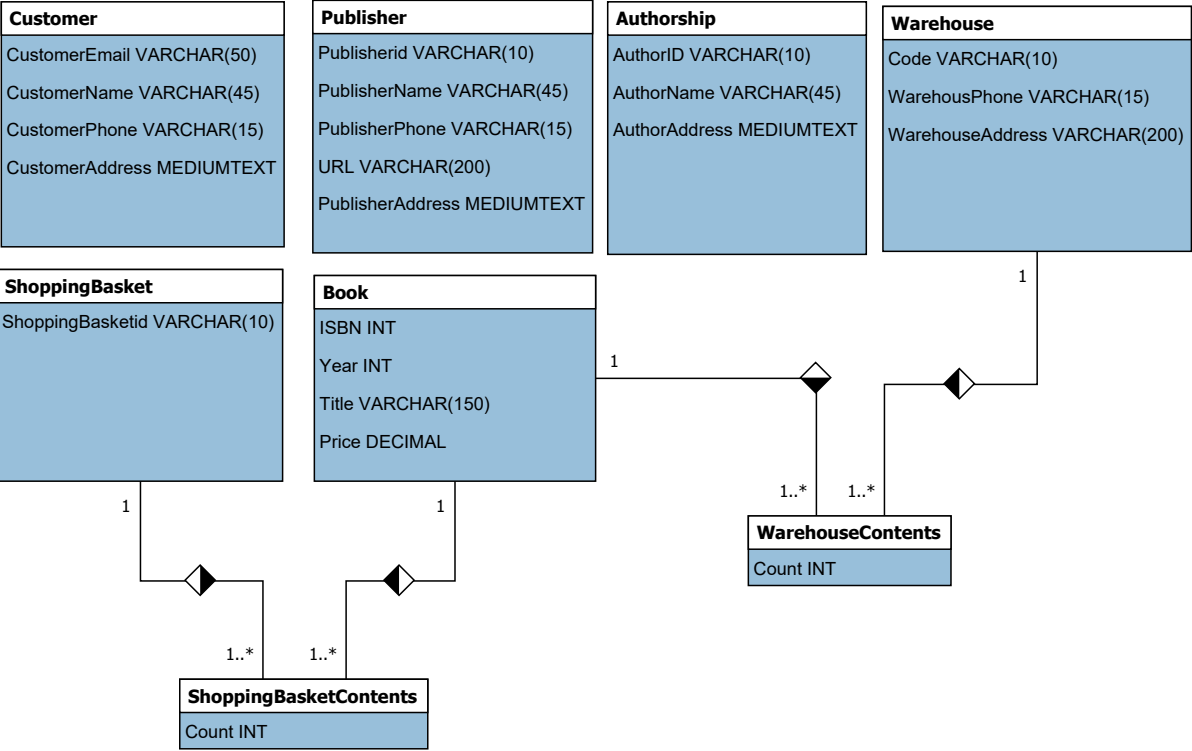 Customer
CustomerEmail VARCHAR(50)
CustomerName VARCHAR(45)
CustomerPhone VARCHAR(15)
CustomerAddress MEDIUMTEXT
Publisher
Publisherid VARCHAR(10)
PublisherName VARCHAR(45)
PublisherPhone VARCHAR(15)
URL VARCHAR(200)
PublisherAddress MEDIUMTEXT
Authorship
AuthorID VARCHAR(10)
AuthorName VARCHAR(45)
AuthorAddress MEDIUMTEXT
Warehouse
Code VARCHAR(10)
WarehousPhone VARCHAR(15)
WarehouseAddress VARCHAR(200)
1
ShoppingBasket
ShoppingBasketid VARCHAR(10)
Book
ISBN INT
Year INT
Title VARCHAR(150)
Price DECIMAL
1
1..*
1..*
WarehouseContents
Count INT
1
1
1..*
1..*
ShoppingBasketContents
Count INT